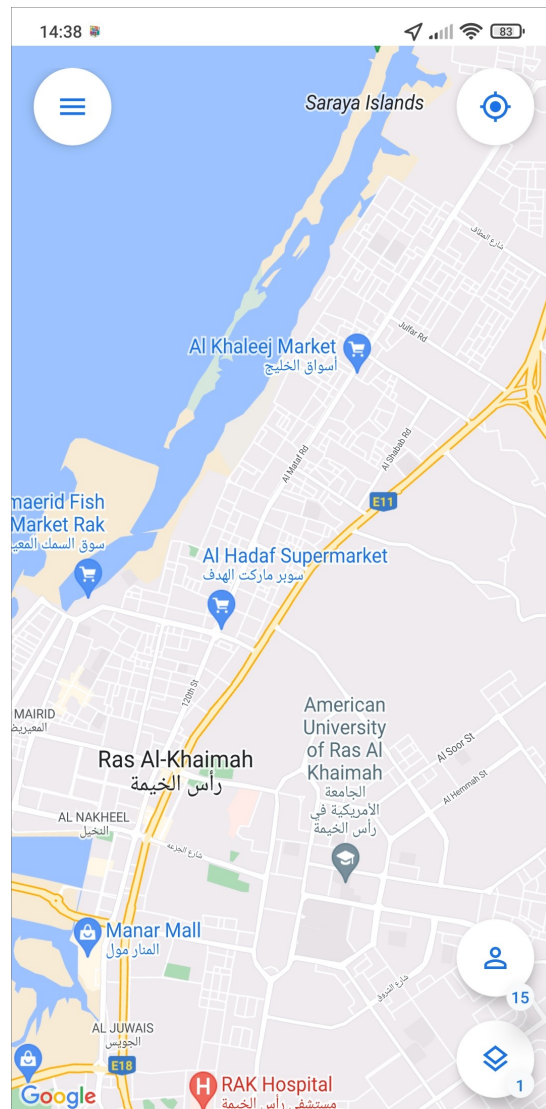 14:38
83
Saraya Islands
شارع المطاف
Julfar Rd
Al Khaleej Market
أسواق الخليج
Al Mataf Rd
Al Shabab Rd
E11
maerid Fish
Market Rak
سوق السمك المعي
Al Hadaf Supermarket
سوبر ماركت الهدف
120th St
MAIRID
المعيريض
Ras Al-Khaimah
رأس الخيمة
American
University
of Ras Al
Khaimah
الجامعة
الأمريكية في
رأس الخيمة
Al Soor St
Al Hemmah St
AL NAKHEEL
النخيل
شارع الجزعه
Manar Mall
المنار مول
شارع الشروق
15
AL JUWAIS
الجويس
E18
Google
H
RAK Hospital
مستشفى رأس الخيمة
1